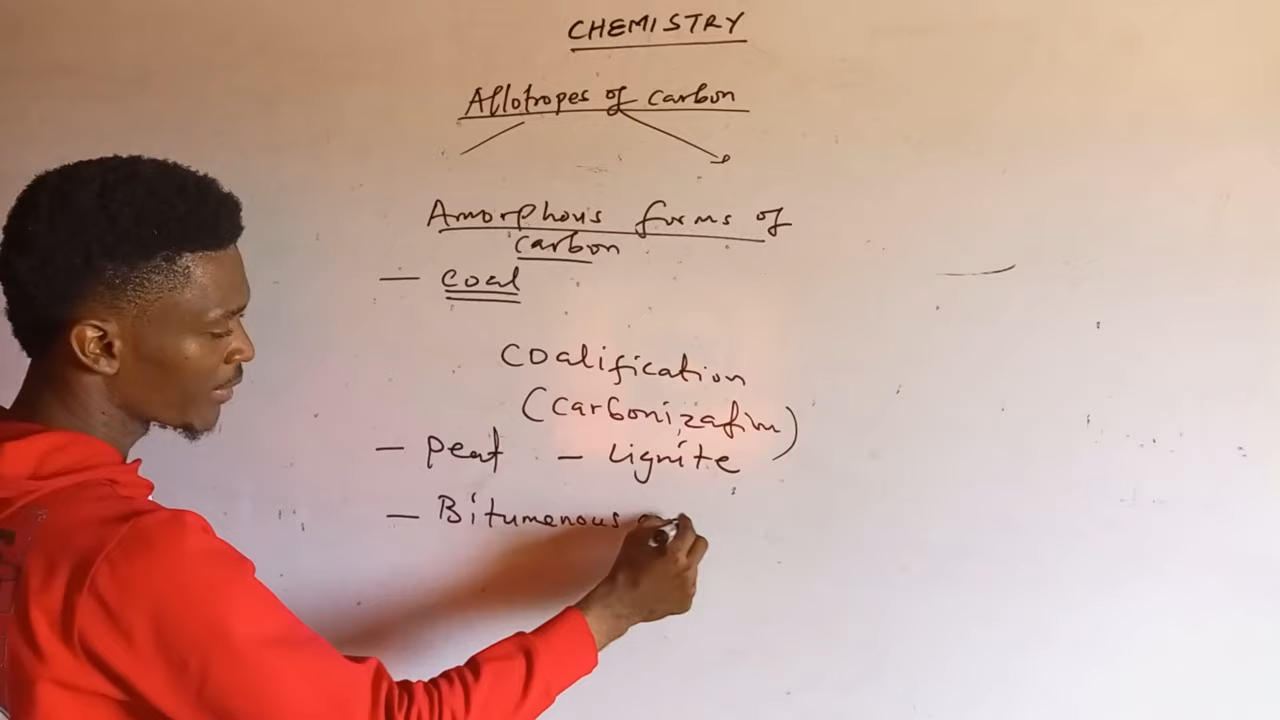 CHEMISTRY
Allotropes of carbon
Amorphous forms of
carbon
— coal
Coalification
(carbonization)
— peat — Lignite
— Bitumenous